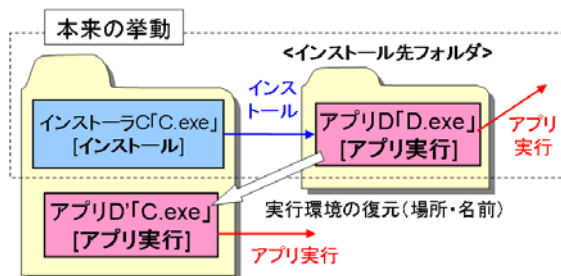 本来の挙動
<インストール先フォルダ>
インストーラC「C.exe」
[インストール]
インス
トール
アプリD「D.exe」
[アプリ実行]
アプリ
実行
実行環境の復元(場所・名前)
アプリD'「C.exe」
[アプリ実行]
アプリ実行